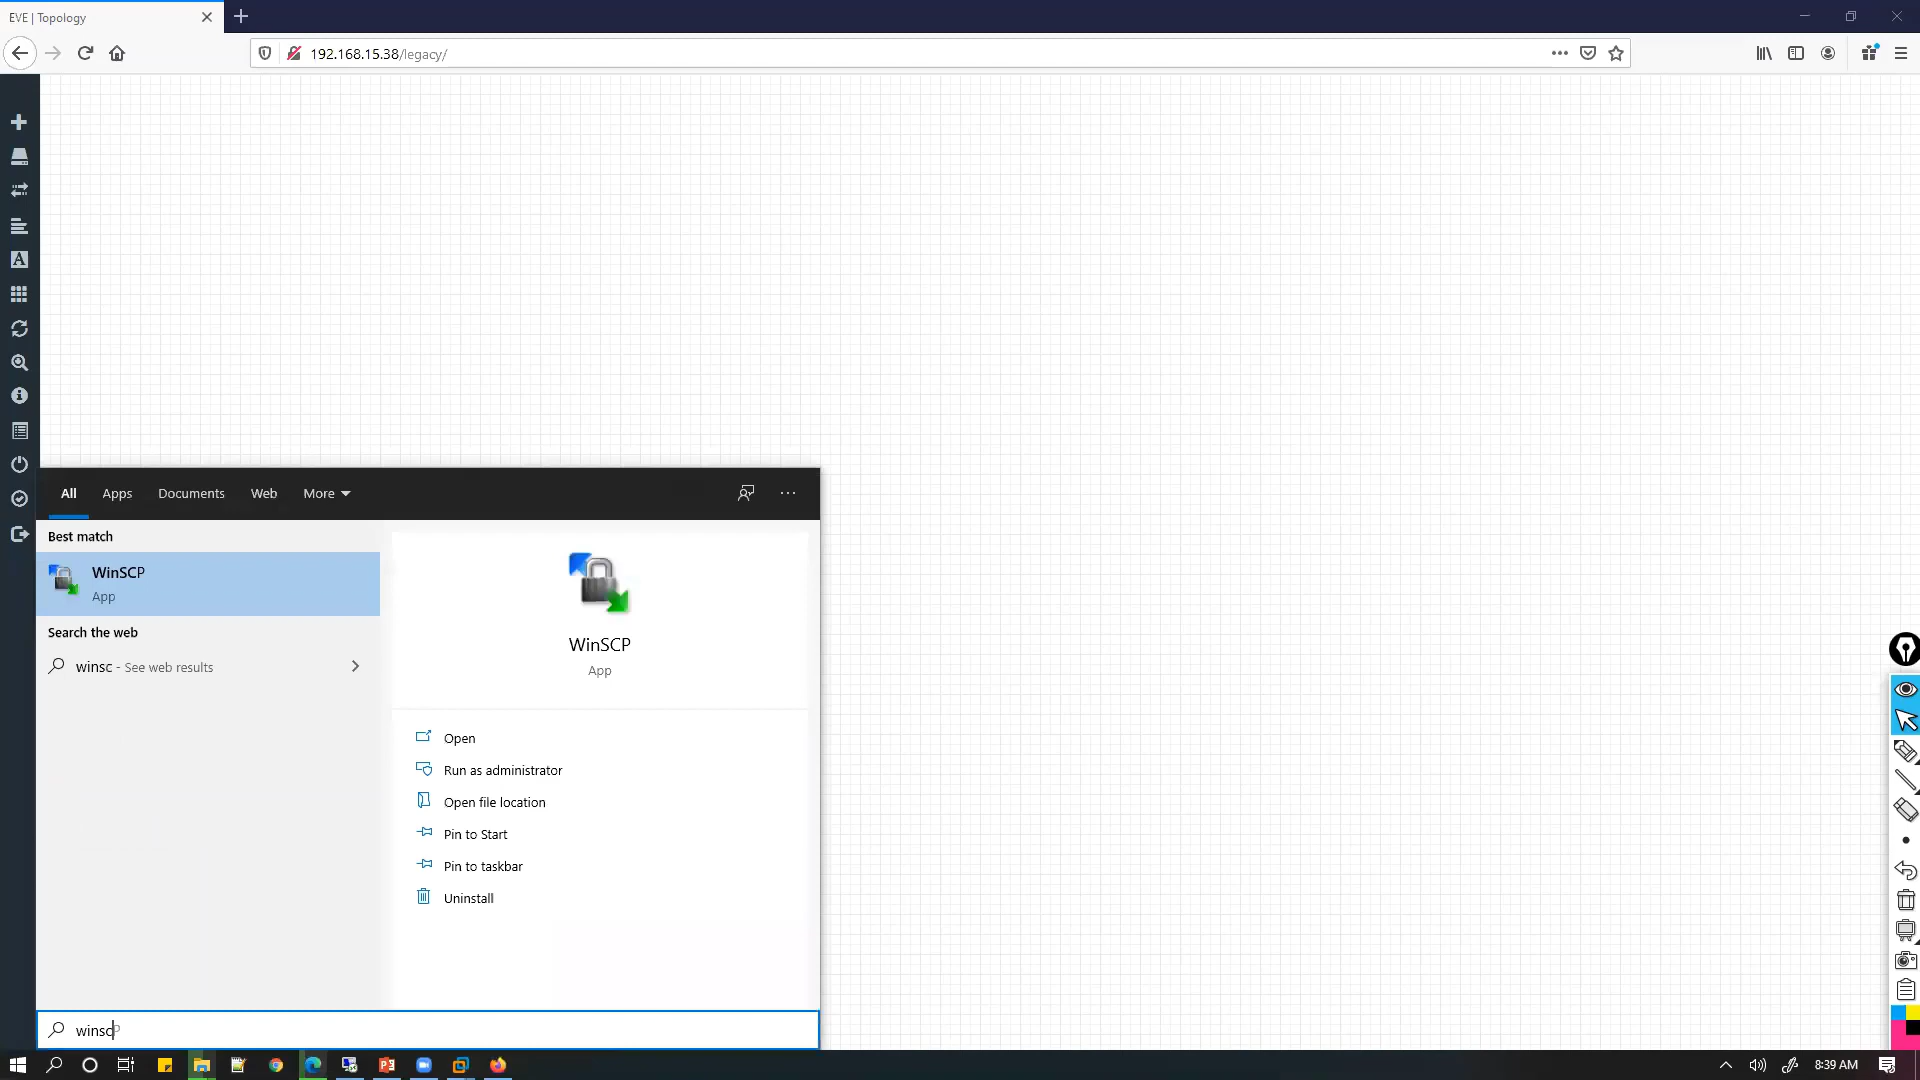 EVE | Topology
192.168.15.38/legacy/
All Apps Documents Web More
Best match
WinSCP
App
Search the web
winsc - See web results
WinSCP
App
Open
Run as administrator
Open file location
Pin to Start
Pin to taskbar
Uninstall
winscP
8:39 AM